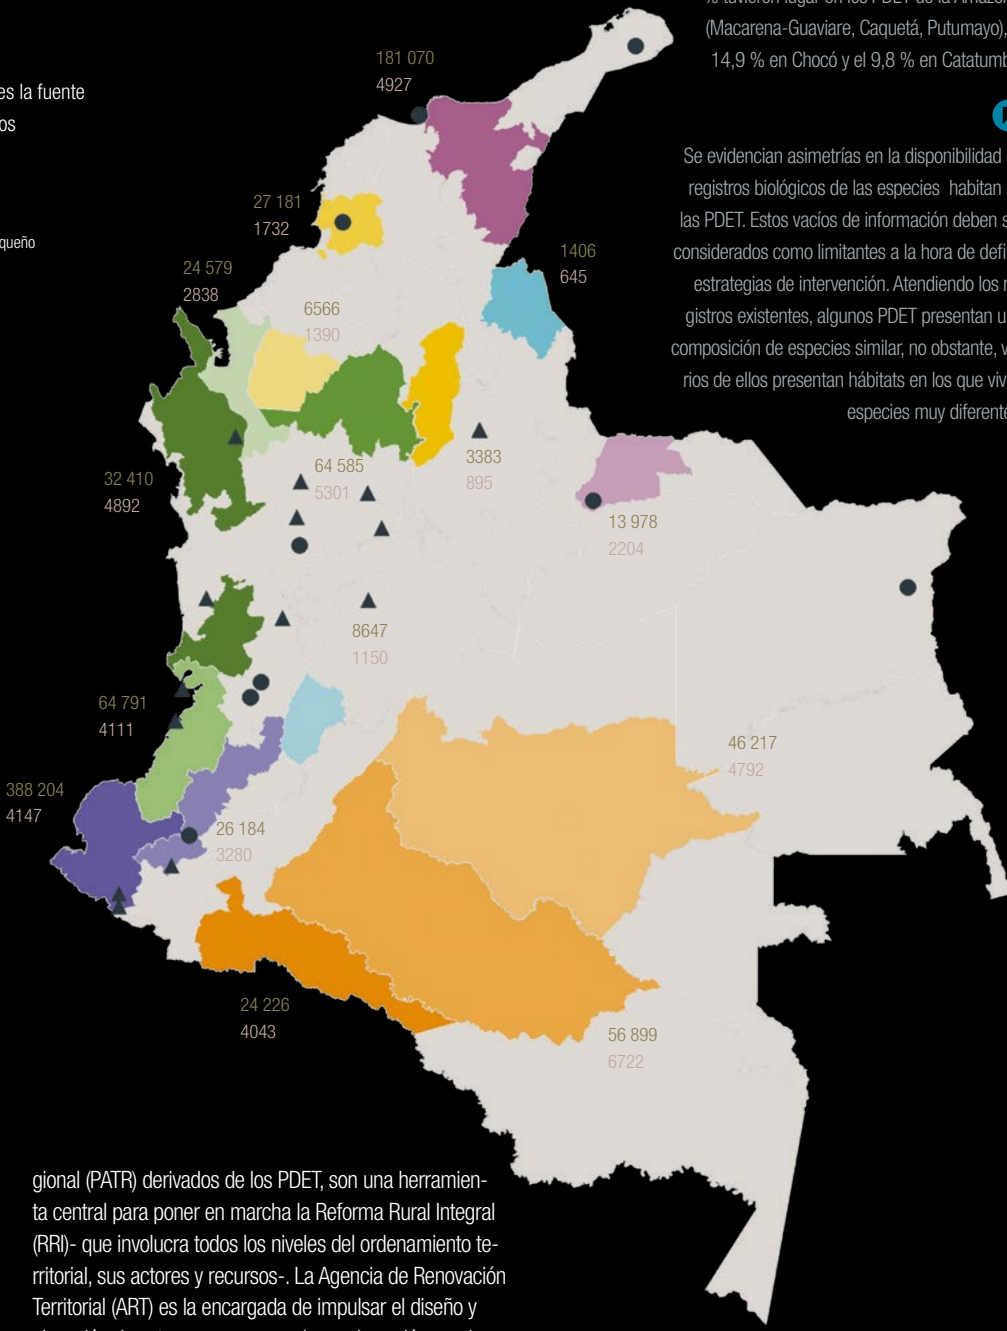 % tuvieron lugar en los PDET de la Amazon
(Macarena-Guaviare, Caquetá, Putumayo),
14,9 % en Chocó y el 9,8 % en Catatumb
es la fuente
os
queño
Se evidencian asimetrías en la disponibilidad
registros biológicos de las especies habitan
las PDET. Estos vacíos de información deben s
considerados como limitantes a la hora de defi
estrategias de intervención. Atendiendo los r
gistros existentes, algunos PDET presentan u
composición de especies similar, no obstante, v
rios de ellos presentan hábitats en los que viv
especies muy diferente
181 070
4927
27 181
1732
24 579
2838
1406
645
6566
1390
32 410
4892
64 585
5301
3383
895
13 978
2204
8647
1150
64 791
4111
46 217
4792
388 204
4147
26 184
3280
24 226
4043
56 899
6722
gional (PATR) derivados de los PDET, son una herramien-
ta central para poner en marcha la Reforma Rural Integral
(RRI)- que involucra todos los niveles del ordenamiento te-
rritorial, sus actores y recursos-. La Agencia de Renovación
Territorial (ART) es la encargada de impulsar el diseño y